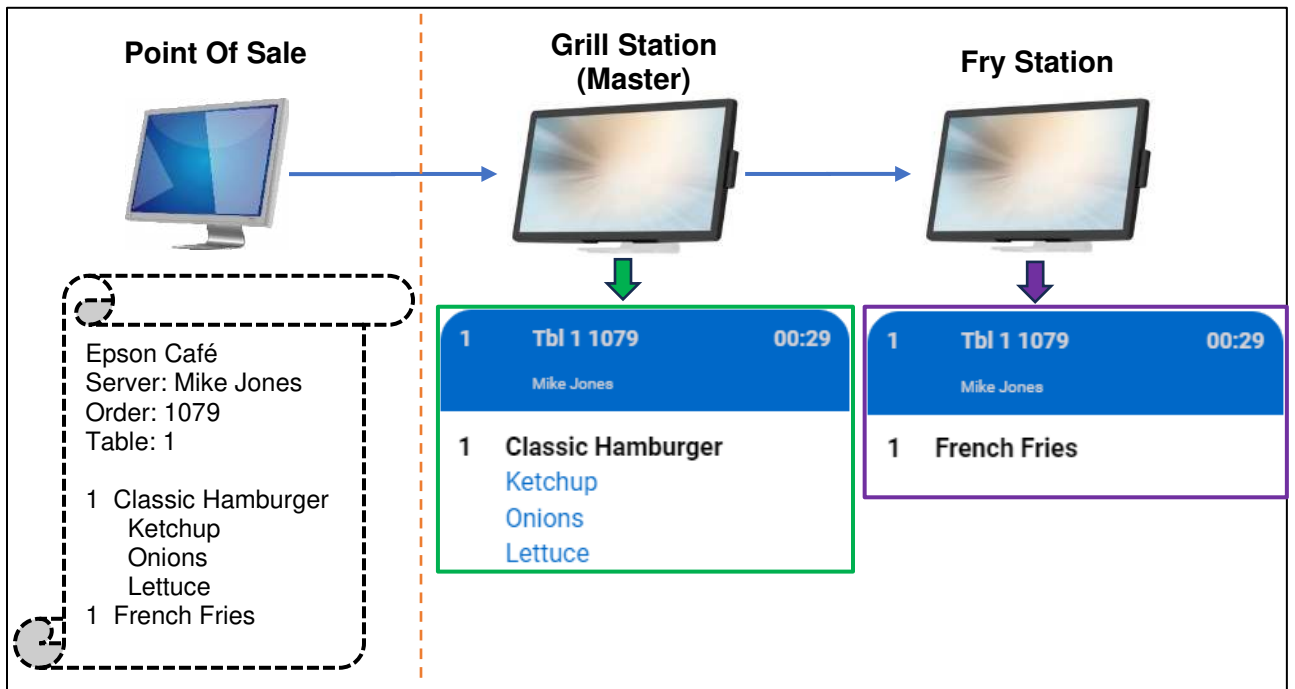 Point Of Sale
Grill Station
(Master)
Fry Station
Epson Café
Server: Mike Jones
Order: 1079
Table: 1
1 Classic Hamburger
Ketchup
Onions
Lettuce
1 French Fries
1 Tbl 1 1079 00:29
Mike Jones
1 Classic Hamburger
Ketchup
Onions
Lettuce
1 Tbl 1 1079 00:29
Mike Jones
1 French Fries